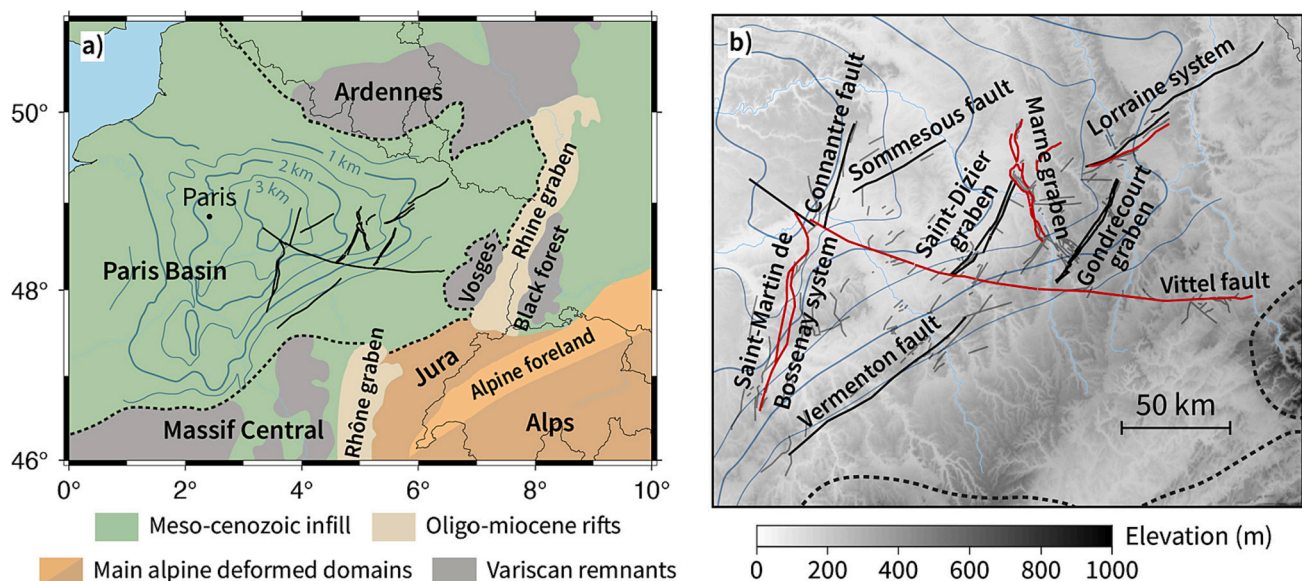 a)
Ardennes
1 km
2 km
3 km
Paris
Paris Basin
Vosges
Rhine graben
Black forest
Jura
Alpine foreland
Rhône graben
Massif Central
Alps
50°
48°
46°
0°
2°
4°
6°
8°
10°
Meso-cenozoic infill
Oligo-miocene rifts
Main alpine deformed domains
Variscan remnants
b)
Connantre fault
Sommesous fault
Saint-Dizier
graben
Marne graben
Lorraine system
Gondrecourt
graben
Vittel fault
Saint-Martin de
Bossenay system
Vermenton fault
50 km
Elevation (m)
0
200
400
600
800
1000